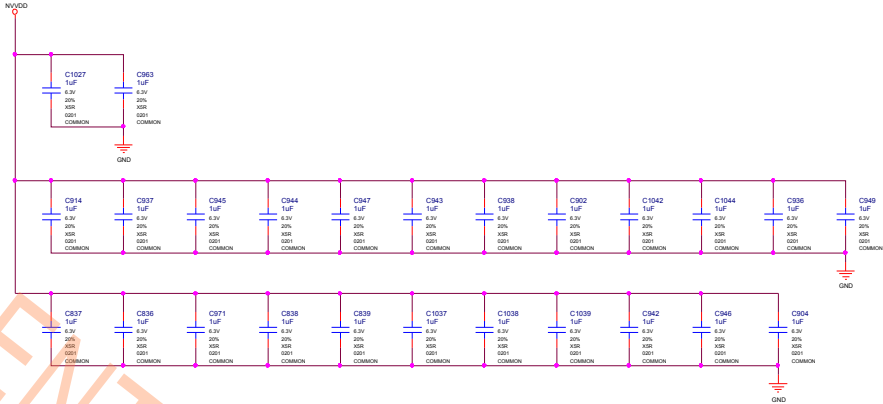 NVVDD
C1027 C963
1uF 1uF
6.3V 6.3V
20% 20%
X5R X5R
0201 0201
COMMON COMMON
GND
C914 C937 C945 C944 C947 C943 C938 C902 C1042 C1044 C936 C949
1uF 1uF 1uF 1uF 1uF 1uF 1uF 1uF 1uF 1uF 1uF 1uF
6.3V 6.3V 6.3V 6.3V 6.3V 6.3V 6.3V 6.3V 6.3V 6.3V 6.3V 6.3V
20% 20% 20% 20% 20% 20% 20% 20% 20% 20% 20% 20%
X5R X5R X5R X5R X5R X5R X5R X5R X5R X5R X5R X5R
0201 0201 0201 0201 0201 0201 0201 0201 0201 0201 0201 0201
COMMON COMMON COMMON COMMON COMMON COMMON COMMON COMMON COMMON COMMON COMMON COMMON
GND
C837 C836 C971 C838 C839 C1037 C1038 C1039 C942 C946 C904
1uF 1uF 1uF 1uF 1uF 1uF 1uF 1uF 1uF 1uF 1uF
6.3V 6.3V 6.3V 6.3V 6.3V 6.3V 6.3V 6.3V 6.3V 6.3V 6.3V
20% 20% 20% 20% 20% 20% 20% 20% 20% 20% 20%
X5R X5R X5R X5R X5R X5R X5R X5R X5R X5R X5R
0201 0201 0201 0201 0201 0201 0201 0201 0201 0201 0201
COMMON COMMON COMMON COMMON COMMON COMMON COMMON COMMON COMMON COMMON COMMON
GND